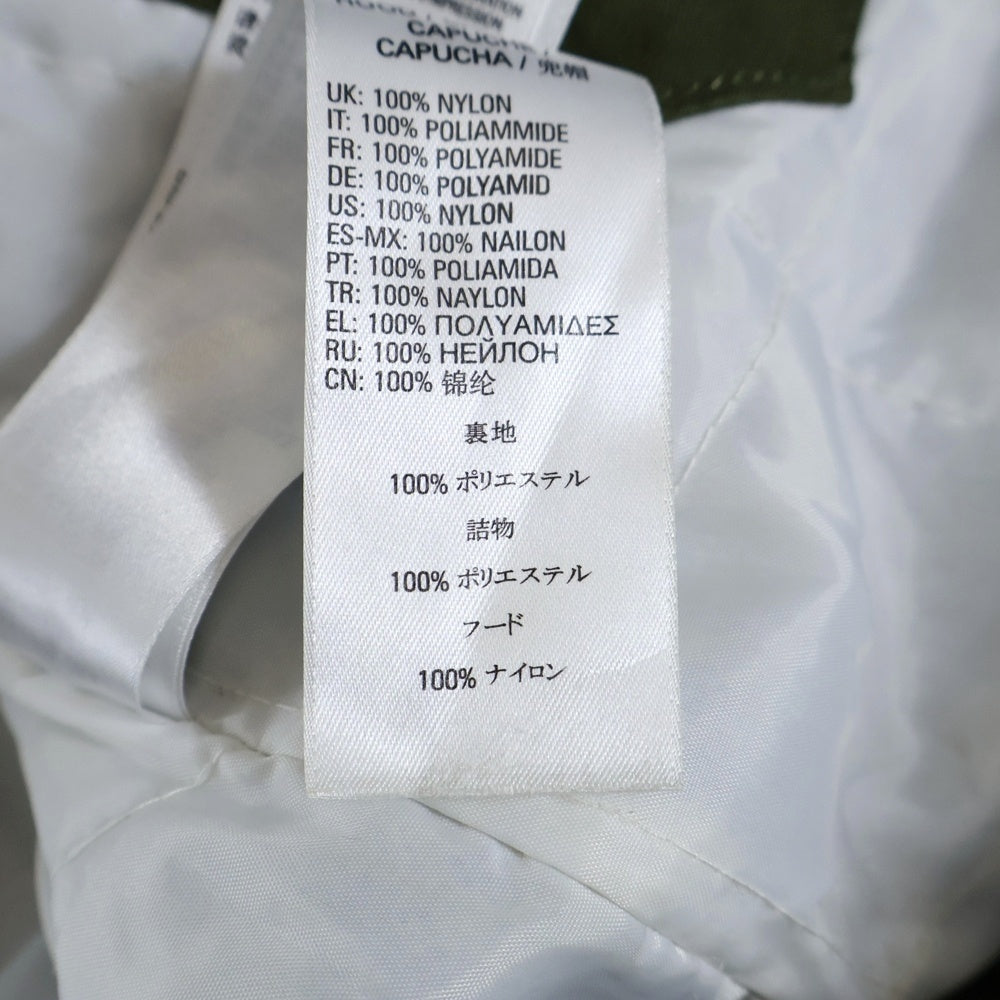 CAPUCHE /
CAPUCHA / 兜帽
UK: 100% NYLON
IT: 100% POLIAMMIDE
FR: 100% POLYAMIDE
DE: 100% POLYAMID
US: 100% NYLON
ES-MX: 100% NAILON
PT: 100% POLIAMIDA
TR: 100% NAYLON
EL: 100% ΠΟΛΥΑΜΙΔΕΣ
RU: 100% НЕЙЛОН
CN: 100% 锦纶
裏地
100% ポリエステル
詰物
100% ポリエステル
フード
100% ナイロン